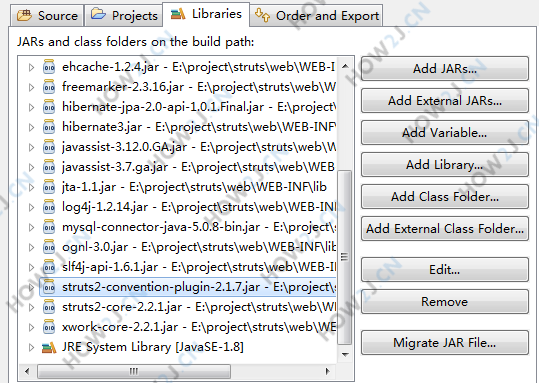 Source Projects Libraries Order and Export
JARs and class folders on the build path:
ehcache-1.2.4.jar - E:\project\struts\web\WEB-I
freemarker-2.3.16.jar - E:\project\struts\web\WE
hibernate-jpa-2.0-api-1.0.1.Final.jar - E:\project\
hibernate3.jar - E:\project\struts\web\WEB-INF\l
javassist-3.12.0.GA.jar - E:\project\struts\web\W
javassist-3.7.ga.jar - E:\project\struts\web\WEB
jta-1.1.jar - E:\project\struts\web\WEB-INF\lib
log4j-1.2.14.jar - E:\project\struts\web\WEB-IN
mysql-connector-java-5.0.8-bin.jar - E:\project\s
ognl-3.0.jar - E:\project\struts\web\WEB-INF\lib
slf4j-api-1.6.1.jar - E:\project\struts\web\WEB-I
struts2-convention-plugin-2.1.7.jar - E:\project\s
struts2-core-2.2.1.jar - E:\project\struts\web\W
xwork-core-2.2.1.jar - E:\project\struts\web\WE
JRE System Library [JavaSE-1.8]
Add JARs...
Add External JARs...
Add Variable...
Add Library...
Add Class Folder...
Add External Class Folder...
Edit...
Remove
Migrate JAR File...
HOW2J.CN